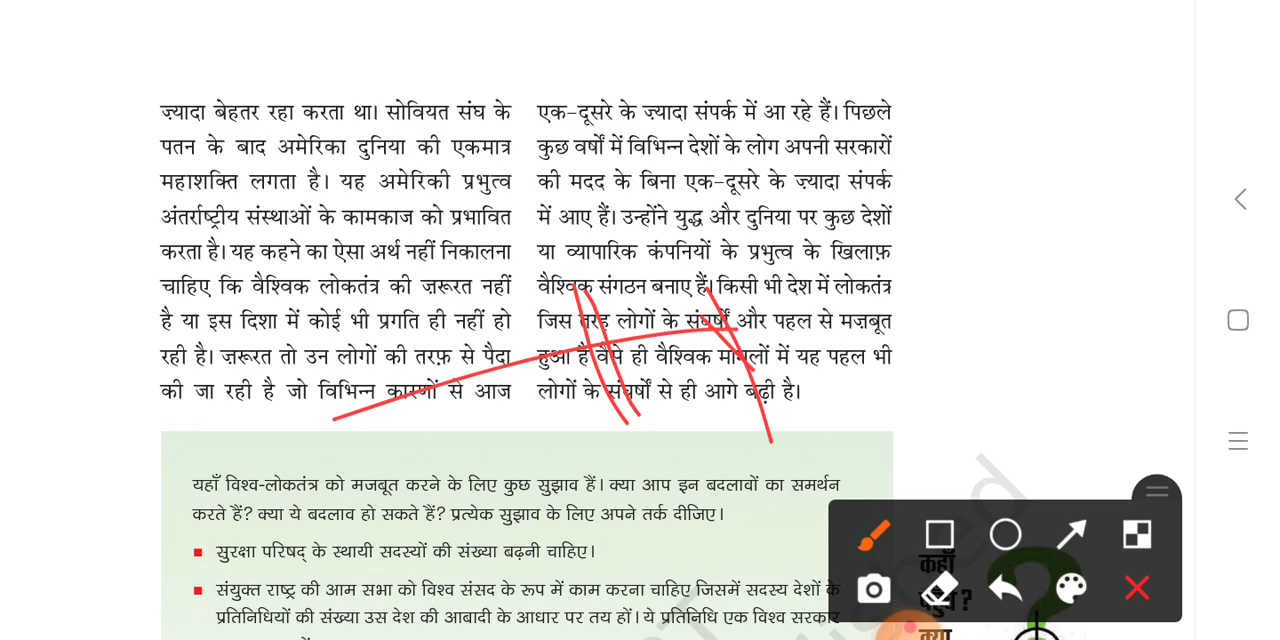 ज़्यादा बेहतर रहा करता था। सोवियत संघ के
पतन के बाद अमेरिका दुनिया की एकमात्र
महाशक्ति लगता है। यह अमेरिकी प्रभुत्व
अंतर्राष्ट्रीय संस्थाओं के कामकाज को प्रभावित
करता है। यह कहने का ऐसा अर्थ नहीं निकालना
चाहिए कि वैश्विक लोकतंत्र की ज़रूरत नहीं
है या इस दिशा में कोई भी प्रगति ही नहीं हो
रही है। ज़रूरत तो उन लोगों की तरफ़ से पैदा
की जा रही है जो विभिन्न कारणों से आज
एक-दूसरे के ज़्यादा संपर्क में आ रहे हैं। पिछले
कुछ वर्षों में विभिन्न देशों के लोग अपनी सरकारों
की मदद के बिना एक-दूसरे के ज़्यादा संपर्क
में आए हैं। उन्होंने युद्ध और दुनिया पर कुछ देशों
या व्यापारिक कंपनियों के प्रभुत्व के खिलाफ़
वैश्विक संगठन बनाए हैं। किसी भी देश में लोकतंत्र
जिस तरह लोगों के संघर्षों और पहल से मज़बूत
हुआ है वैसे ही वैश्विक मामलों में यह पहल भी
लोगों के संघर्षों से ही आगे बढ़ी है।
यहाँ विश्व-लोकतंत्र को मजबूत करने के लिए कुछ सुझाव हैं। क्या आप इन बदलावों का समर्थन
करते हैं? क्या ये बदलाव हो सकते हैं? प्रत्येक सुझाव के लिए अपने तर्क दीजिए।
■ सुरक्षा परिषद् के स्थायी सदस्यों की संख्या बढ़नी चाहिए।
■ संयुक्त राष्ट्र की आम सभा को विश्व संसद के रूप में काम करना चाहिए जिसमें सदस्य देशों के
प्रतिनिधियों की संख्या उस देश की आबादी के आधार पर तय हों। ये प्रतिनिधि एक विश्व सरकार
कहाँ